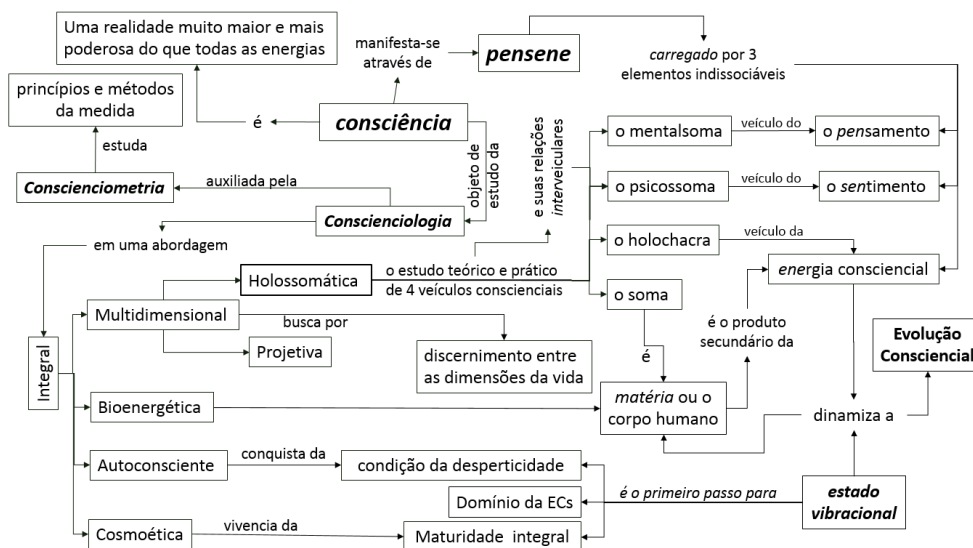 Uma realidade muito maior e mais
poderosa do que todas as energias
manifesta-se
através de
pensene
carregado por 3
elementos indissociáveis
princípios e métodos
da medida
é
consciência
estuda
objeto de
estudo da
e suas relações
interveiculares
o mentalsoma
veículo do
o pensamento
Conscienciometria
auxiliada pela
o psicossoma
veículo do
o sentimento
Conscienciologia
em uma abordagem
o holochacra
veículo da
energia consciencial
Holossomática
o estudo teórico e prático
de 4 veículos conscienciais
o soma
Multidimensional
busca por
é o produto
secundário da
Evolução
Consciencial
Integral
Projetiva
discernimento entre
as dimensões da vida
é
Bioenergética
matéria ou o
corpo humano
dinamiza a
Autoconsciente
conquista da
condição da desperticidade
é o primeiro passo para
estado
vibracional
Domínio da ECs
Cosmoética
vivencia da
Maturidade integral